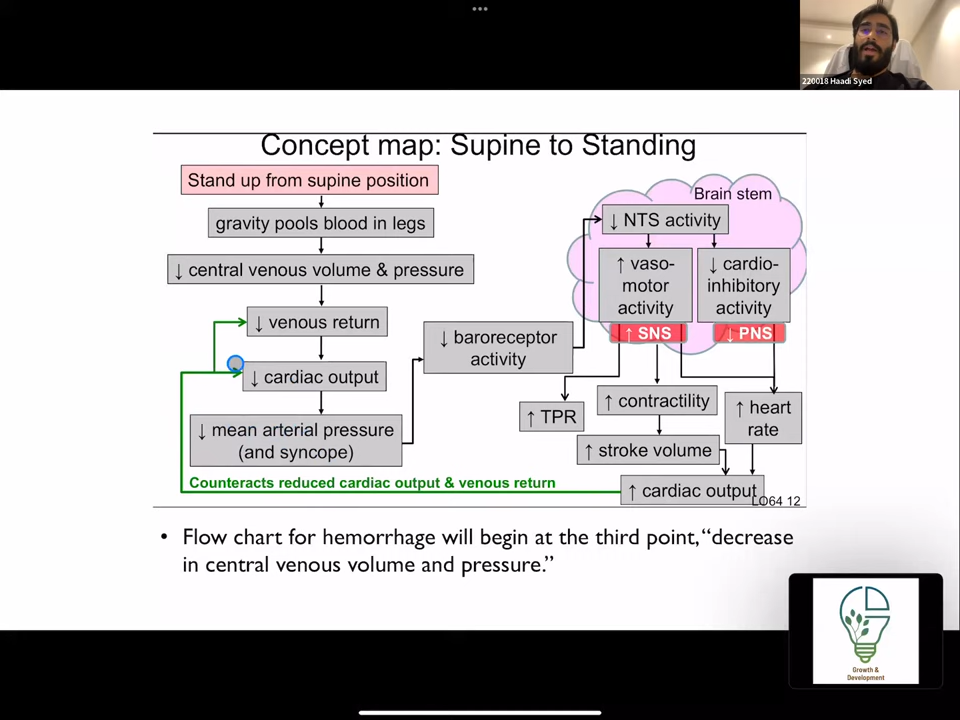 220018 Haadi Syed
Concept map: Supine to Standing
Stand up from supine position
gravity pools blood in legs
↓ central venous volume & pressure
↓ venous return
↓ cardiac output
↓ mean arterial pressure
(and syncope)
↓ baroreceptor
activity
Brain stem
↓ NTS activity
↑ vaso-
motor
activity
↓ cardio-
inhibitory
activity
↑ SNS
↓ PNS
↑ TPR
↑ contractility
↑ stroke volume
↑ heart
rate
↑ cardiac output
Counteracts reduced cardiac output & venous return
LO64 12
• Flow chart for hemorrhage will begin at the third point, “decrease
in central venous volume and pressure.”
Growth &
Development